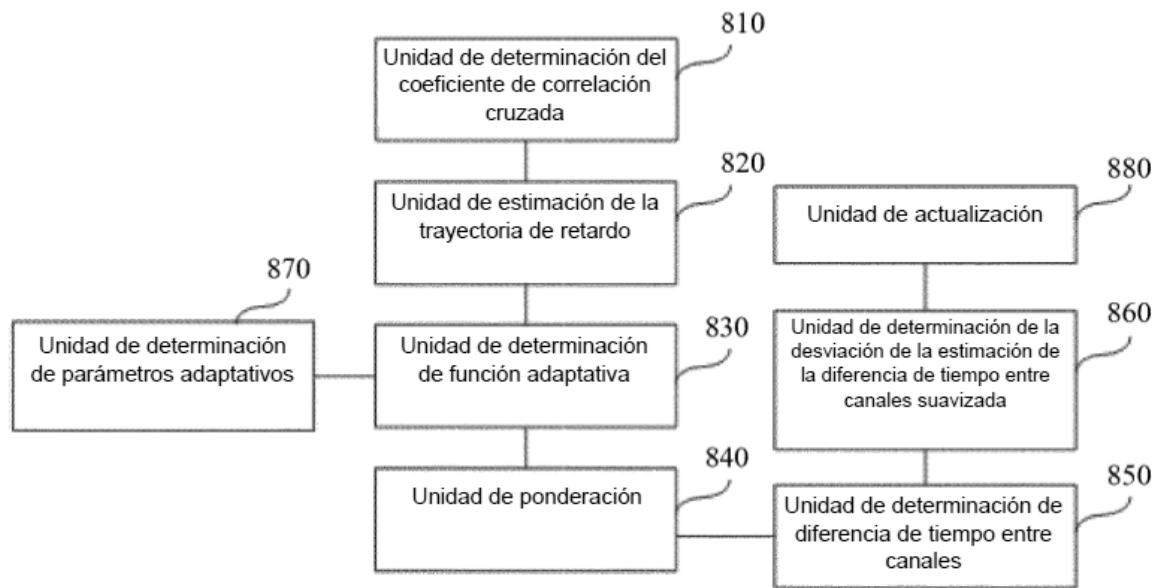 810
Unidad de determinación del
coeficiente de correlación
cruzada
820
Unidad de estimación de la
trayectoria de retardo
880
Unidad de actualización
870
Unidad de determinación
de parámetros adaptativos
830
Unidad de determinación
de función adaptativa
860
Unidad de determinación de la
desviación de la estimación de
la diferencia de tiempo entre
canales suavizada
840
Unidad de ponderación
850
Unidad de determinación de
diferencia de tiempo entre
canales